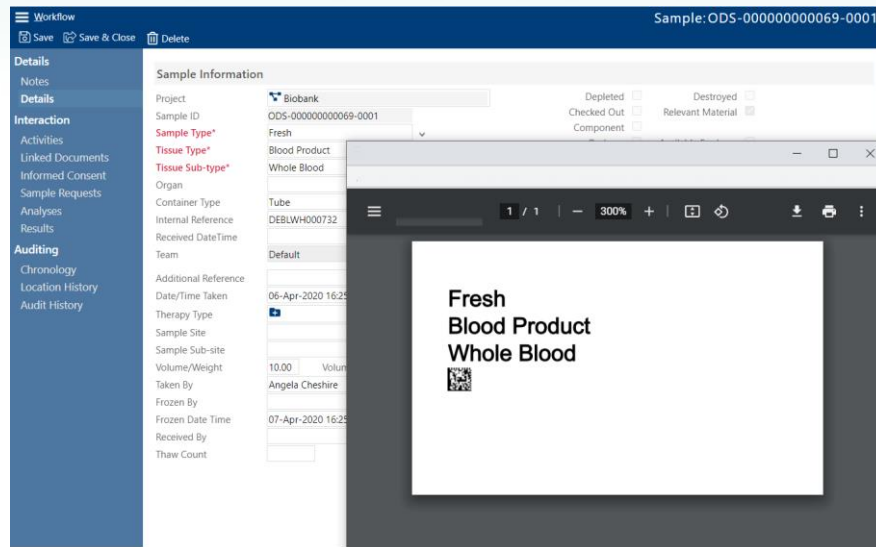 Workflow
Sample:ODS-000000000069-0001
Save Save & Close Delete
Details
Notes
Details
Interaction
Activities
Linked Documents
Informed Consent
Sample Requests
Analyses
Results
Auditing
Chronology
Location History
Audit History
Sample Information
Project Biobank
Sample ID ODS-000000000069-0001
Sample Type* Fresh
Tissue Type* Blood Product
Tissue Sub-type* Whole Blood
Organ
Container Type Tube
Internal Reference DEBLWH000732
Received DateTime
Team Default
Additional Reference
Date/Time Taken 06-Apr-2020 16:25
Therapy Type
Sample Site
Sample Sub-site
Volume/Weight 10.00
Taken By Angela Cheshire
Frozen By
Frozen Date Time 07-Apr-2020 16:25
Received By
Thaw Count
Depleted Destroyed
Checked Out Relevant Material
Component
1 / 1 300%
Fresh
Blood Product
Whole Blood